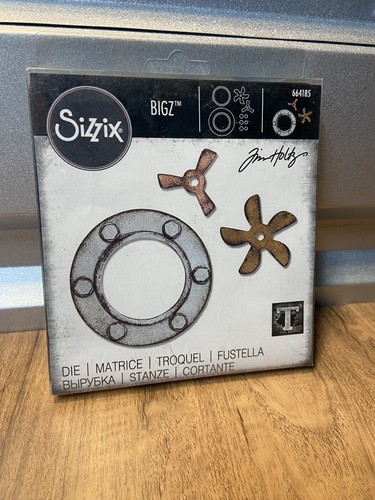 Sizzix
BIGZ™
664185
Tim Holtz
T
DIE | MATRICE | TROQUEL | FUSTELLA
ВЫРУБКА | STANZE | CORTANTE